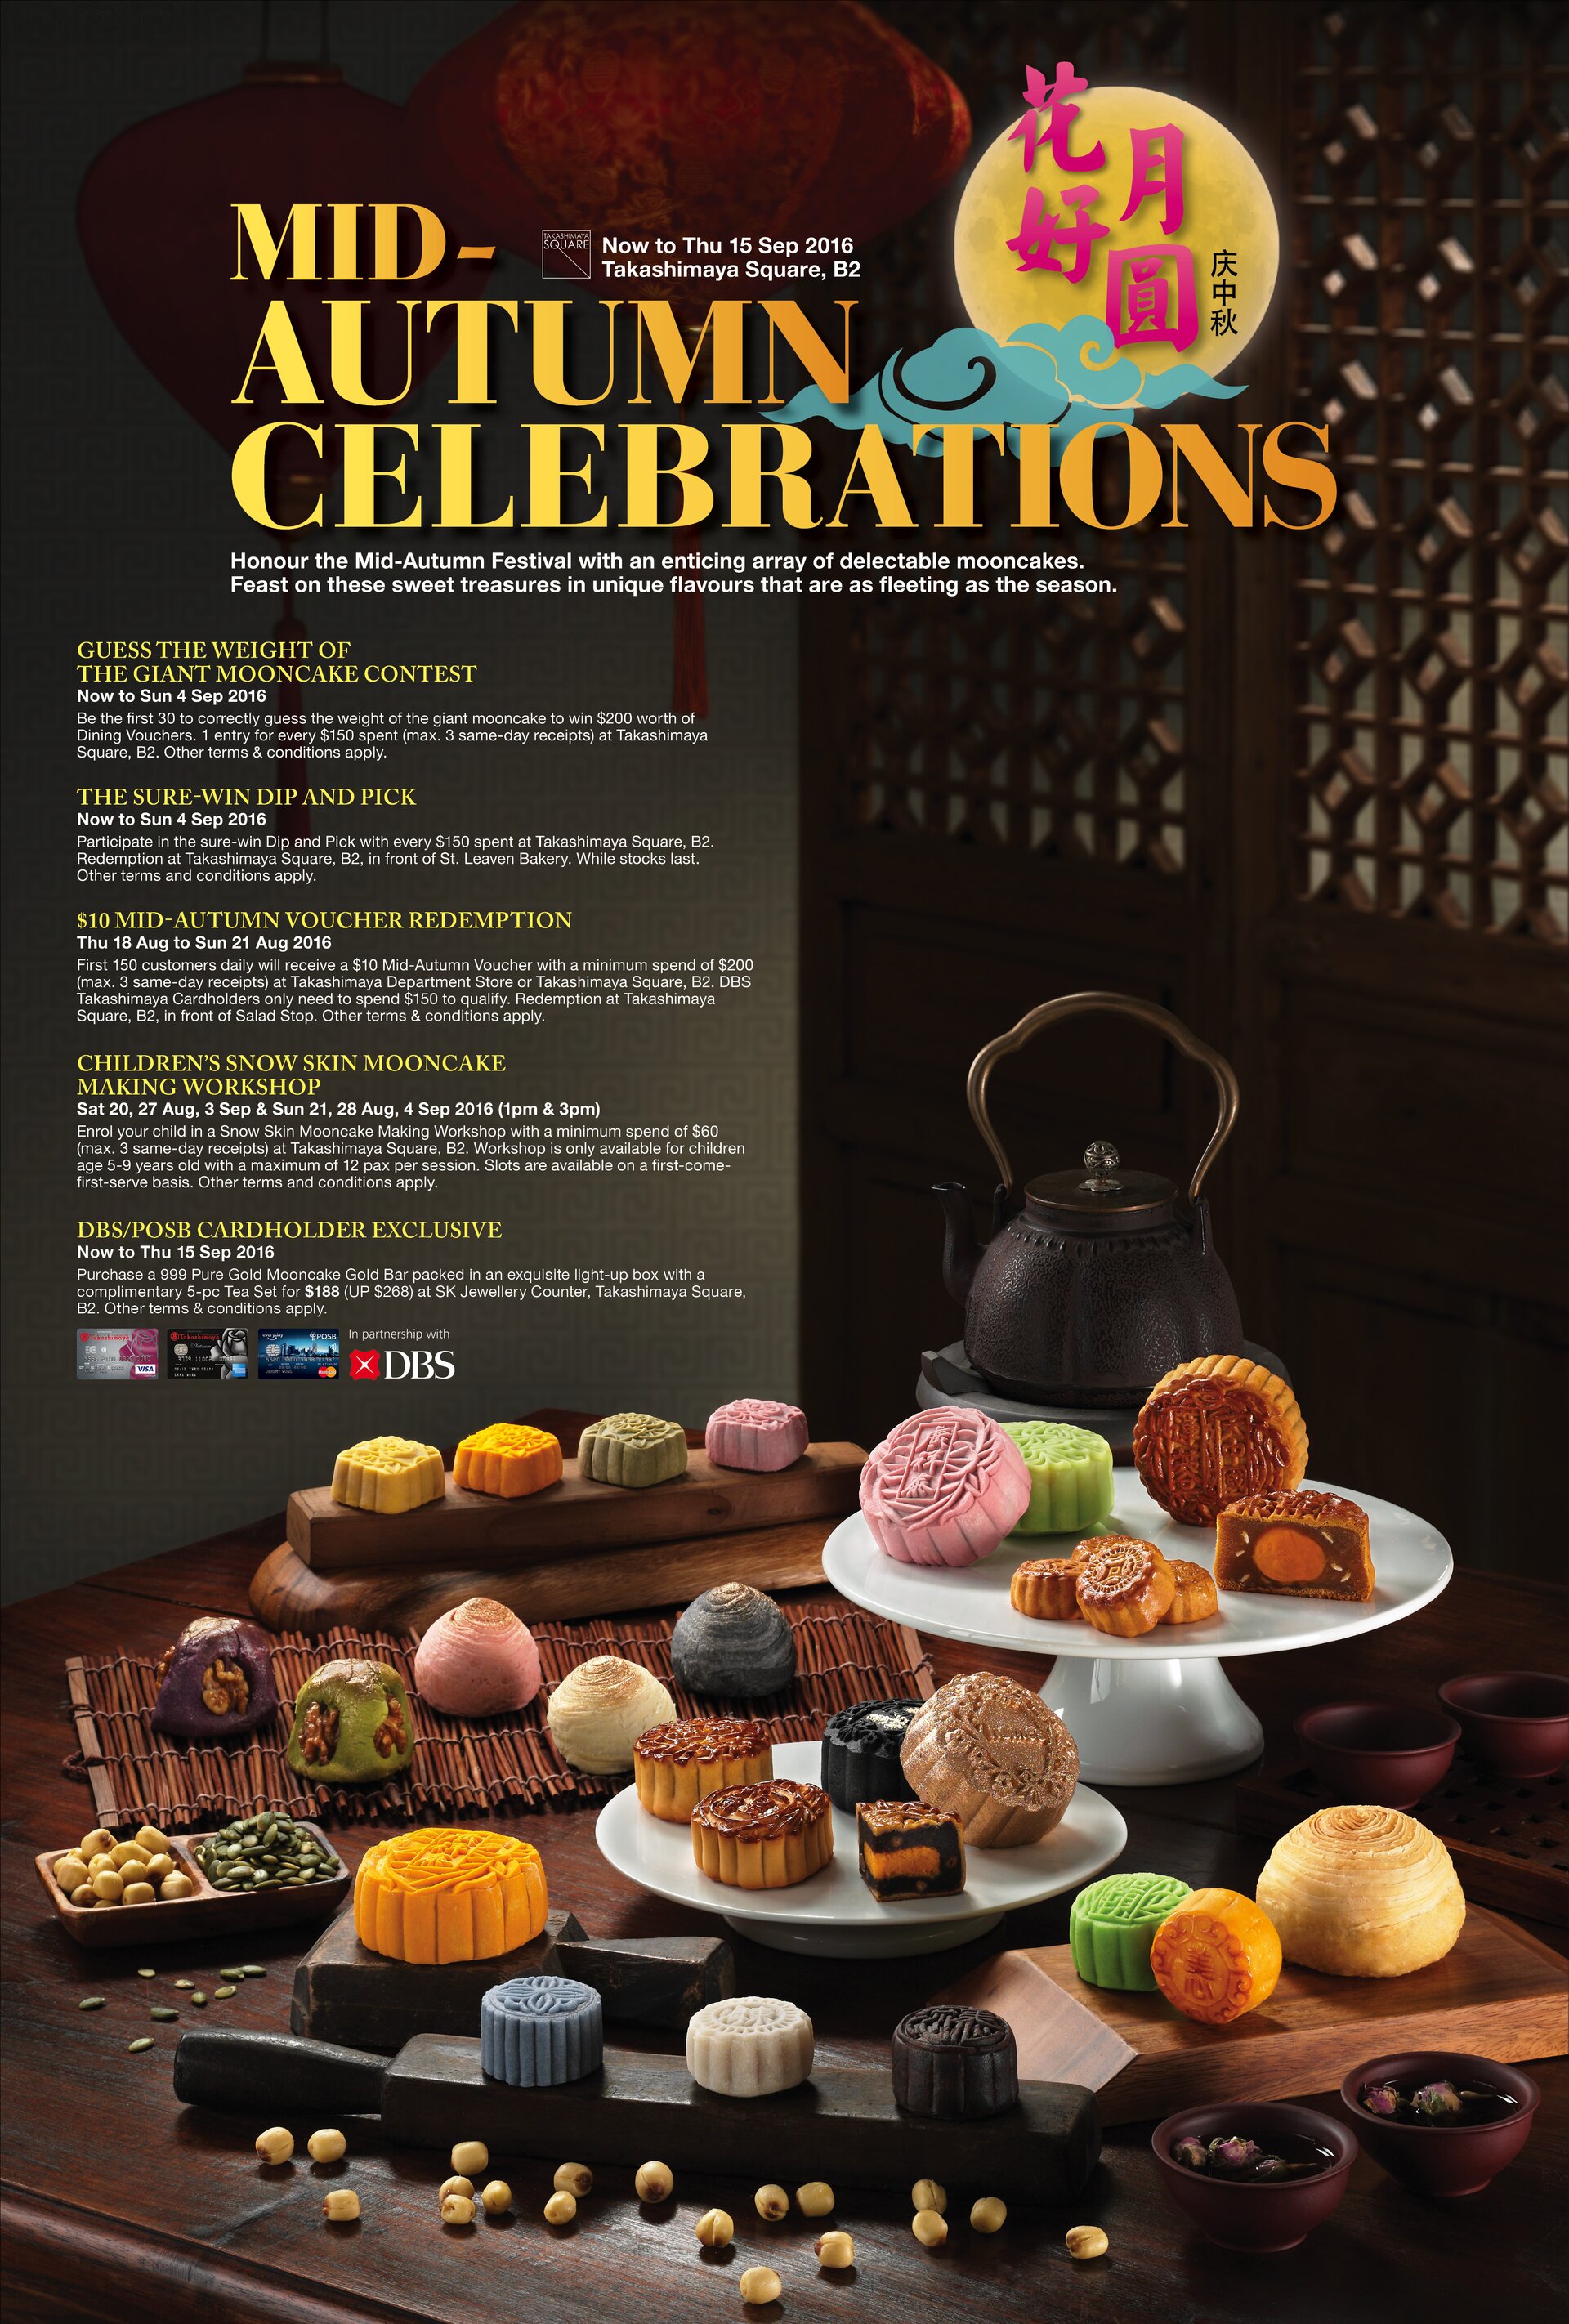 花好
月圓
庆中秋
MID-
TAKASHIMAYA
SQUARE
Now to Thu 15 Sep 2016
Takashimaya Square, B2
AUTUMN
CELEBRATIONS
Honour the Mid-Autumn Festival with an enticing array of delectable mooncakes.
Feast on these sweet treasures in unique flavours that are as fleeting as the season.
GUESS THE WEIGHT OF
THE GIANT MOONCAKE CONTEST
Now to Sun 4 Sep 2016
Be the first 30 to correctly guess the weight of the giant mooncake to win $200 worth of
Dining Vouchers. 1 entry for every $150 spent (max. 3 same-day receipts) at Takashimaya
Square, B2. Other terms & conditions apply.
THE SURE-WIN DIP AND PICK
Now to Sun 4 Sep 2016
Participate in the sure-win Dip and Pick with every $150 spent at Takashimaya Square, B2.
Redemption at Takashimaya Square, B2, in front of St. Leaven Bakery. While stocks last.
Other terms and conditions apply.
$10 MID-AUTUMN VOUCHER REDEMPTION
Thu 18 Aug to Sun 21 Aug 2016
First 150 customers daily will receive a $10 Mid-Autumn Voucher with a minimum spend of $200
(max. 3 same-day receipts) at Takashimaya Department Store or Takashimaya Square, B2. DBS
Takashimaya Cardholders only need to spend $150 to qualify. Redemption at Takashimaya
Square, B2, in front of Salad Stop. Other terms & conditions apply.
CHILDREN'S SNOW SKIN MOONCAKE
MAKING WORKSHOP
Sat 20, 27 Aug, 3 Sep & Sun 21, 28 Aug, 4 Sep 2016 (1pm & 3pm)
Enrol your child in a Snow Skin Mooncake Making Workshop with a minimum spend of $60
(max. 3 same-day receipts) at Takashimaya Square, B2. Workshop is only available for children
age 5-9 years old with a maximum of 12 pax per session. Slots are available on a first-come-
first-serve basis. Other terms and conditions apply.
DBS/POSB CARDHOLDER EXCLUSIVE
Now to Thu 15 Sep 2016
Purchase a 999 Pure Gold Mooncake Gold Bar packed in an exquisite light-up box with a
complimentary 5-pc Tea Set for $188 (UP $268) at SK Jewellery Counter, Takashimaya Square,
B2. Other terms & conditions apply.
Takashimaya
VISA
Takashimaya
Platinum
everyday
POSB
In partnership with
DBS